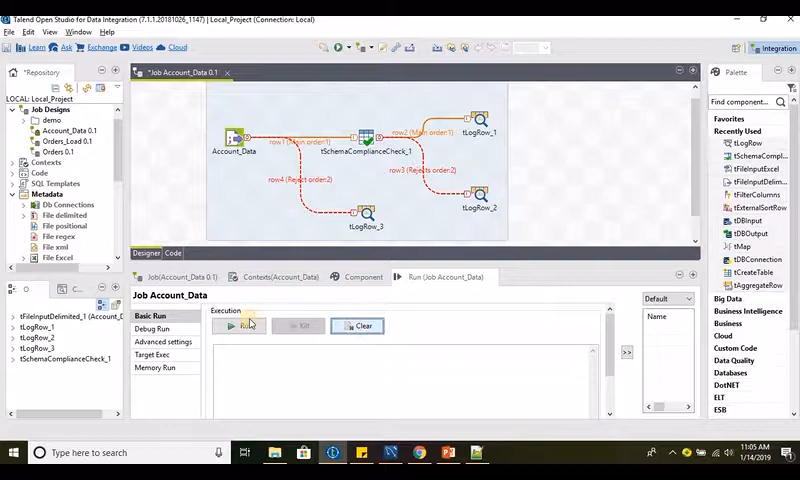 Talend Open Studio for Data Integration (7.1.1.20181026_1147) | Local_Project (Connection: Local)
File Edit View Window Help
Learn Ask Exchange Videos Cloud
Integration
*Repository
LOCAL: Local_Project
Job Designs
demo
Account_Data 0.1
Orders_Load 0.1
Orders 0.1
Contexts
Code
SQL Templates
Metadata
Db Connections
File delimited
File positional
File regex
File xml
File Excel
*Job Account_Data 0.1
Account_Data
row1 (Main order:1)
tSchemaComplianceCheck_1
row2 (Main order:1)
tLogRow_1
row3 (Rejects order:2)
tLogRow_2
row4 (Reject order:2)
tLogRow_3
Designer Code
Palette
Find component...
Favorites
Recently Used
tLogRow
tSchemaCompl...
tFileInputExcel
tFileInputDelim...
tFilterColumns
tExternalSortRow
tDBInput
tDBOutput
tMap
tDBConnection
tCreateTable
tAggregateRow
Big Data
Business Intelligence
Business
Cloud
Custom Code
Data Quality
Databases
DotNET
ELT
ESB
O C...
tFileInputDelimited_1 (Account_D
tLogRow_1
tLogRow_2
tLogRow_3
tSchemaComplianceCheck_1
Job(Account_Data 0.1) Contexts(Account_Data) Component Run (Job Account_Data)
Job Account_Data
Basic Run
Debug Run
Advanced settings
Target Exec
Memory Run
Execution
Kill Clear
Default
Name
>>
Type here to search
11:05 AM
1/14/2019